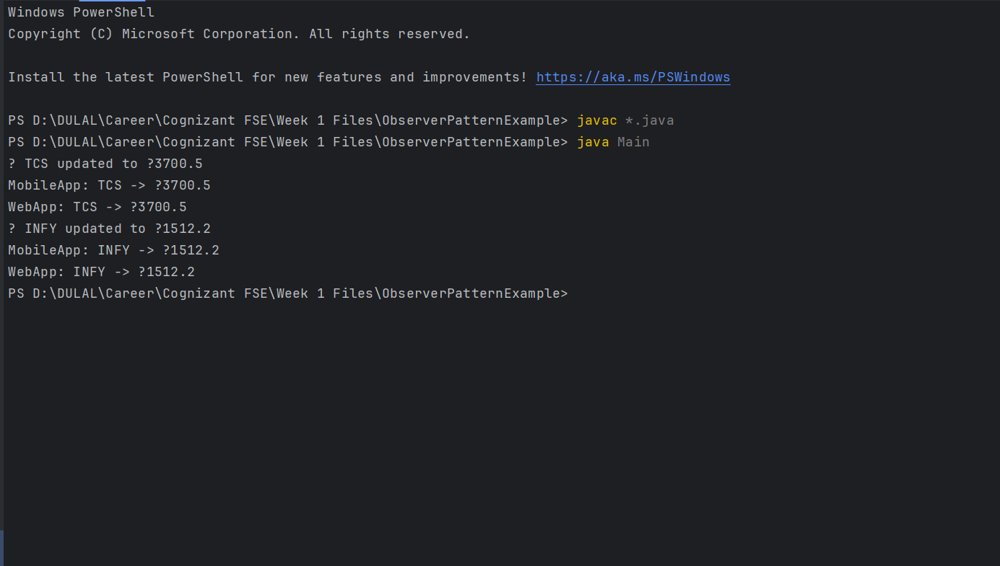 Windows PowerShell
Copyright (C) Microsoft Corporation. All rights reserved.
Install the latest PowerShell for new features and improvements! https://aka.ms/PSWindows
PS D:\DULAL\Career\Cognizant FSE\Week 1 Files\ObserverPatternExample> javac *.java
PS D:\DULAL\Career\Cognizant FSE\Week 1 Files\ObserverPatternExample> java Main
? TCS updated to ?3700.5
MobileApp: TCS -> ?3700.5
WebApp: TCS -> ?3700.5
? INFY updated to ?1512.2
MobileApp: INFY -> ?1512.2
WebApp: INFY -> ?1512.2
PS D:\DULAL\Career\Cognizant FSE\Week 1 Files\ObserverPatternExample>